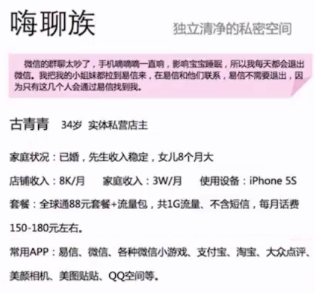 嗨聊族
独立清净的私密空间
微信的群聊太吵了，手机嘀嘀嘀一直响，影响宝宝睡眠，所以我每天都会退出
微信。我把我的小姐妹都拉到易信来，在易信和他们联系，易信不需要退出，因
为只有这几个人会通过易信找到我。
古青青 34岁 实体私营店主
家庭状况：已婚，先生收入稳定，女儿8个月大
店铺收入：8K/月 家庭收入：3W/月 使用设备：iPhone 5S
套餐：全球通88元套餐+流量包，共1G流量、不含短信，每月话费
150-180元左右。
常用APP：易信、微信、各种微信小游戏、支付宝、淘宝、大众点评、
美颜相机、美图贴贴、QQ空间等。